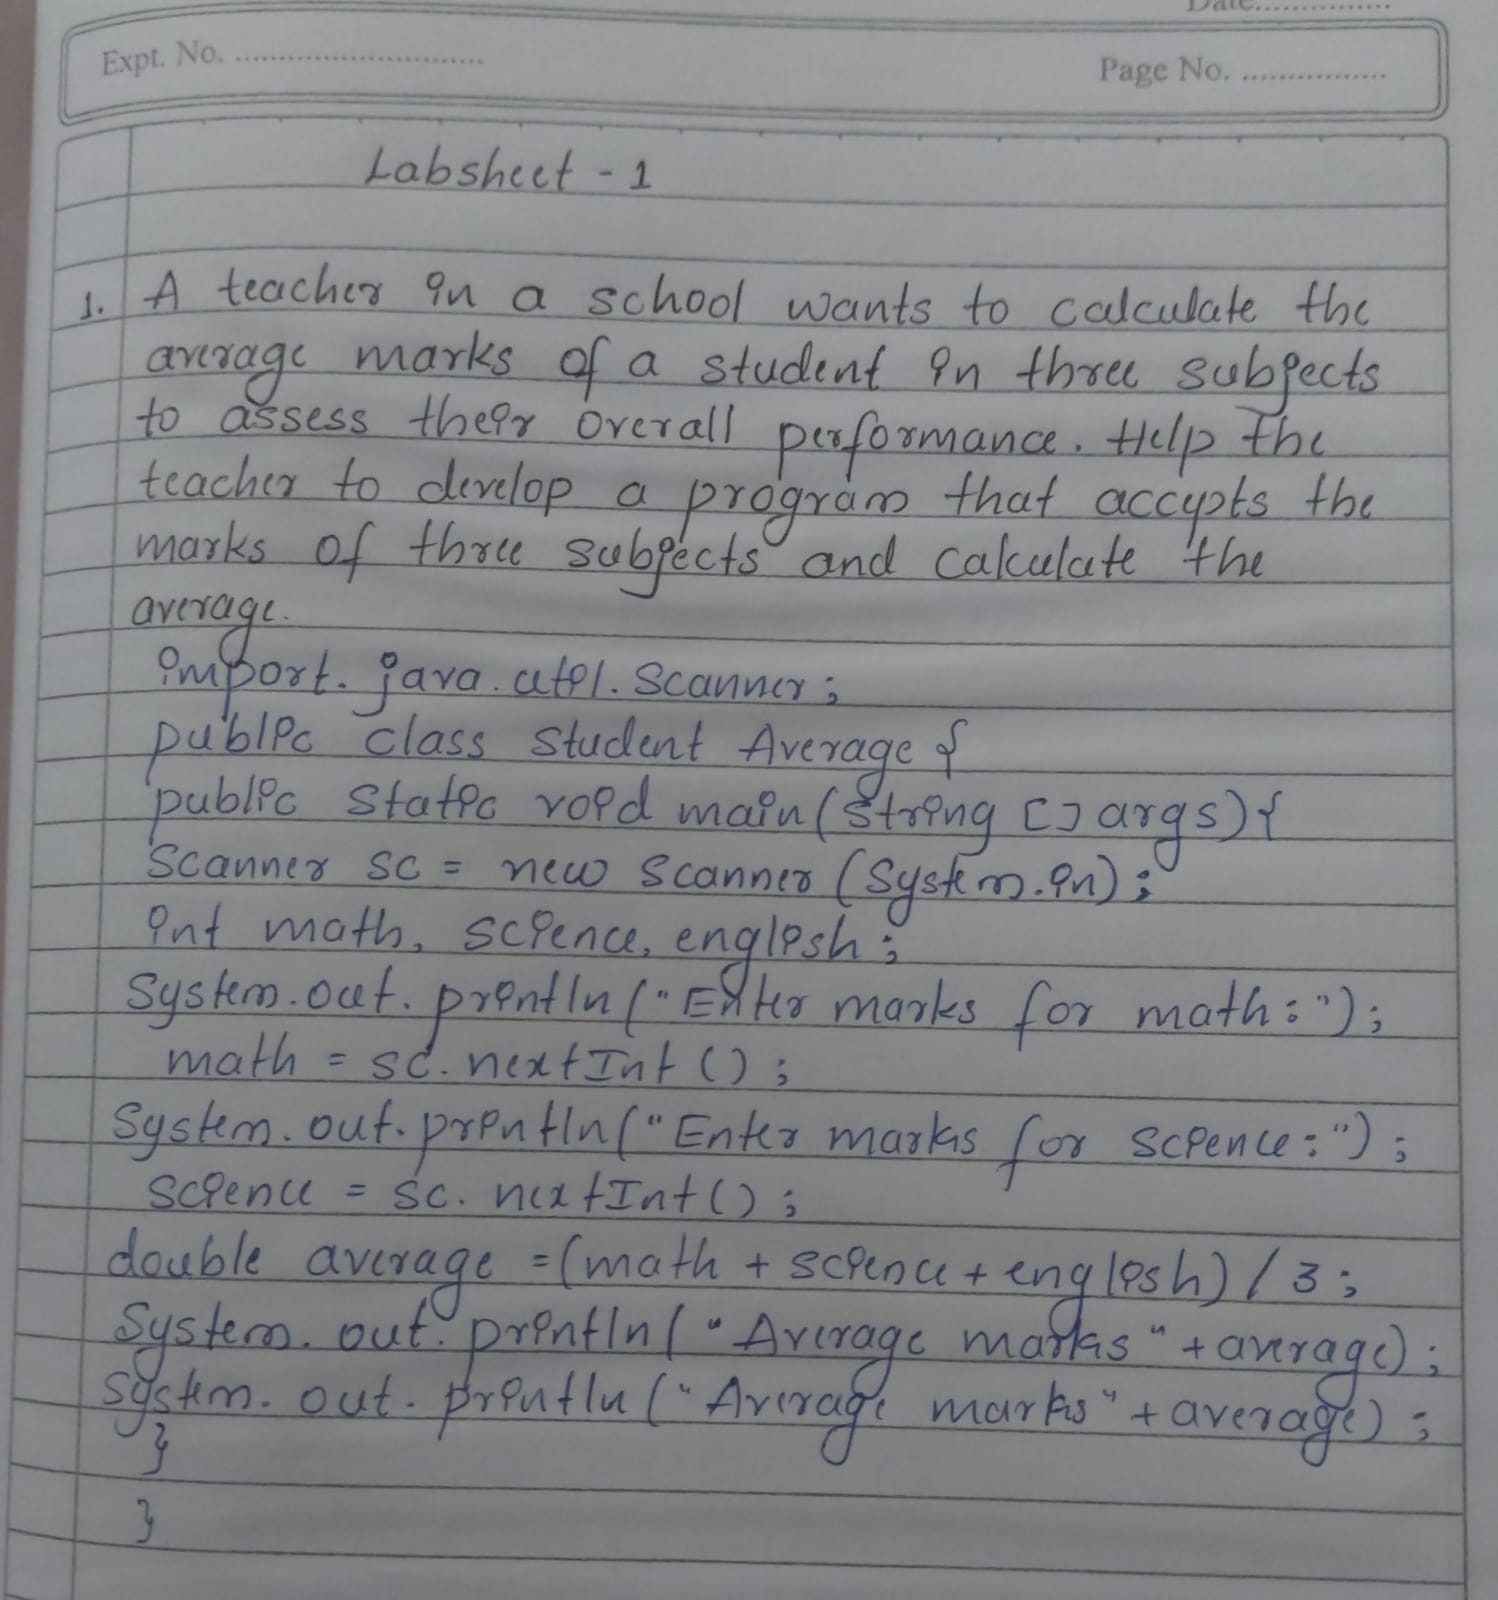 Date..............
Expt. No. ..............................
Page No. .................
Labsheet - 1
1. A teacher in a school wants to calculate the
average marks of a student in three subjects
to assess their overall performance. Help the
teacher to develop a program that accepts the
marks of three subjects and calculate the
average.
import. java.util.Scanner;
public class Student Average {
public static void main(String [] args){
Scanner sc = new Scanner (System.in);
int math, science, english;
System.out.println("Enter marks for math:");
math = sc.nextInt();
System.out.println("Enter marks for science:");
science = sc.nextInt();
double average =(math + science + english) / 3;
System.out.println("Average marks" + average);
System.out.println("Average marks" + average);
}
}